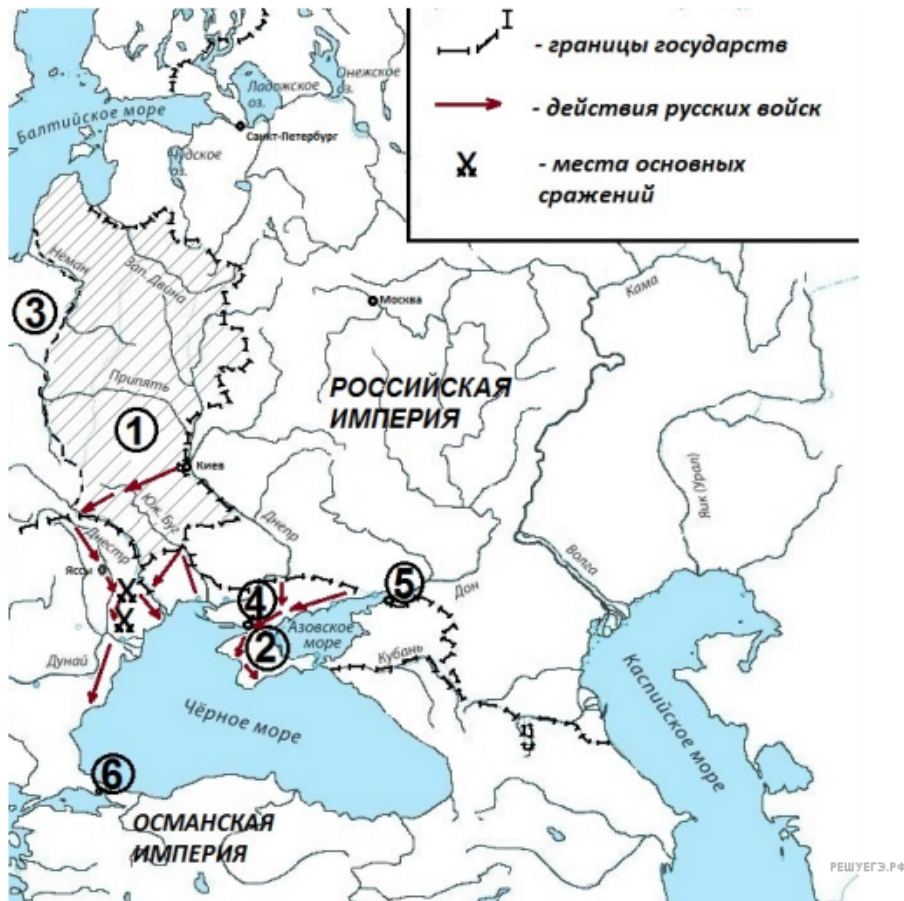 - границы государств
- действия русских войск
- места основных
сражений
Балтийское море
Ладожское
оз.
Онежское
оз.
Санкт-Петербург
Чудское
оз.
Неман
Зап. Двина
3
Москва
Кама
Припять
РОССИЙСКАЯ
ИМПЕРИЯ
1
Киев
Юж. Буг
Днепр
Яик (Урал)
Днестр
Яссы
Волга
Дон
5
4
Азовское
море
2
Кубань
Дунай
Чёрное море
Каспийское море
6
ОСМАНСКАЯ
ИМПЕРИЯ
РЕШУЕГЭ.РФ